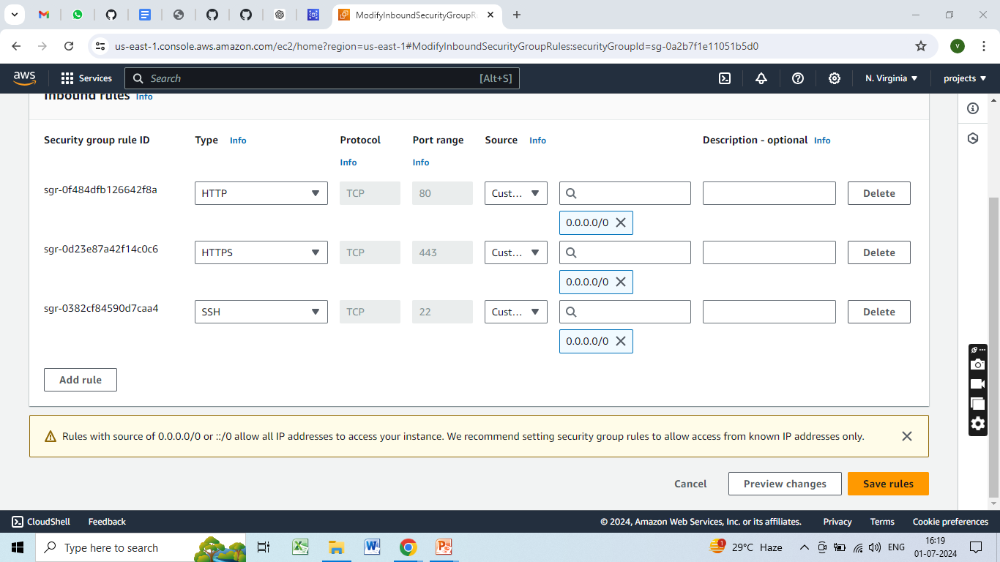 ModifyInboundSecurityGroupR
us-east-1.console.aws.amazon.com/ec2/home?region=us-east-1#ModifyInboundSecurityGroupRules:securityGroupId=sg-0a2b7f1e11051b5d0
V
aws
Services
Search
[Alt+S]
N. Virginia
projects
Inbound rules Info
Security group rule ID
Type Info
Protocol
Info
Port range
Info
Source Info
Description - optional Info
sgr-0f484dfb126642f8a
HTTP
TCP
80
Cust...
Delete
0.0.0.0/0
sgr-0d23e87a42f14c0c6
HTTPS
TCP
443
Cust...
Delete
0.0.0.0/0
sgr-0382cf84590d7caa4
SSH
TCP
22
Cust...
Delete
0.0.0.0/0
Add rule
Rules with source of 0.0.0.0/0 or ::/0 allow all IP addresses to access your instance. We recommend setting security group rules to allow access from known IP addresses only.
Cancel
Preview changes
Save rules
CloudShell
Feedback
© 2024, Amazon Web Services, Inc. or its affiliates.
Privacy
Terms
Cookie preferences
Type here to search
1
29°C Haze
ENG
16:19
01-07-2024